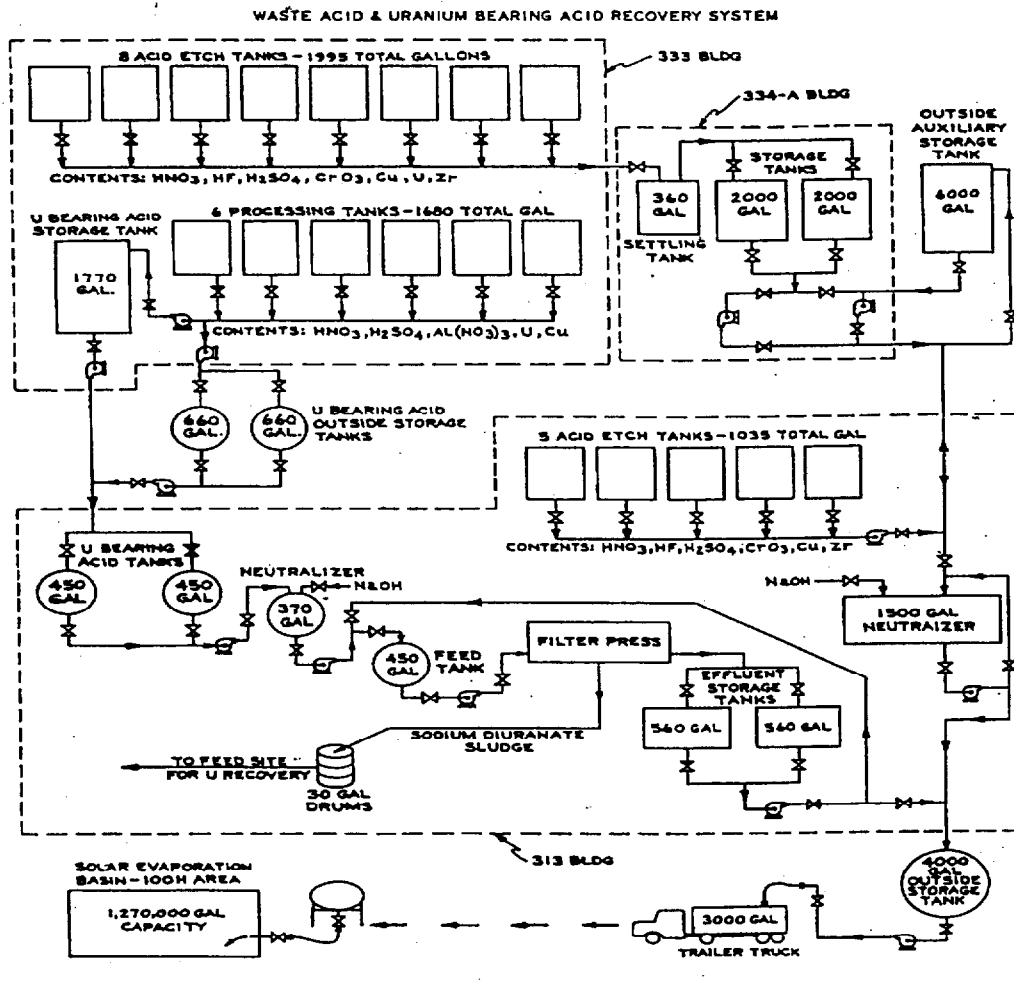 WASTE ACID & URANIUM BEARING ACID RECOVERY SYSTEM
8 ACID ETCH TANKS-1995 TOTAL GALLONS
333 BLDG
334-A BLDG
OUTSIDE
AUXILIARY
STORAGE
TANK
CONTENTS: HNO3, HF, H2SO4, CrO3, Cu, U, Zr
STORAGE
TANKS
360
GAL
2000
GAL
2000
GAL
6000
GAL
SETTLING
TANK
U BEARING ACID
STORAGE TANK
6 PROCESSING TANKS-1680 TOTAL GAL
1770
GAL.
CONTENTS: HNO3, H2SO4, AL(NO3)3, U, Cu
660
GAL.
660
GAL.
U BEARING ACID
OUTSIDE STORAGE
TANKS
5 ACID ETCH TANKS-1035 TOTAL GAL
CONTENTS: HNO3, HF, H2SO4, CrO3, Cu, Zr
U BEARING
ACID TANKS
450
GAL
450
GAL
NEUTRALIZER
NaOH
370
GAL
NaOH
1500 GAL
NEUTRAIZER
450
GAL
FEED
TANK
FILTER PRESS
EFFLUENT
STORAGE
TANKS
560 GAL
560 GAL
SODIUM DIURANATE
SLUDGE
TO FEED SITE
FOR U RECOVERY
30 GAL
DRUMS
313 BLDG
SOLAR EVAPORATION
BASIN-100H AREA
1,270,000 GAL
CAPACITY
3000 GAL
TRAILER TRUCK
4000
GAL
OUTSIDE
STORAGE
TANK